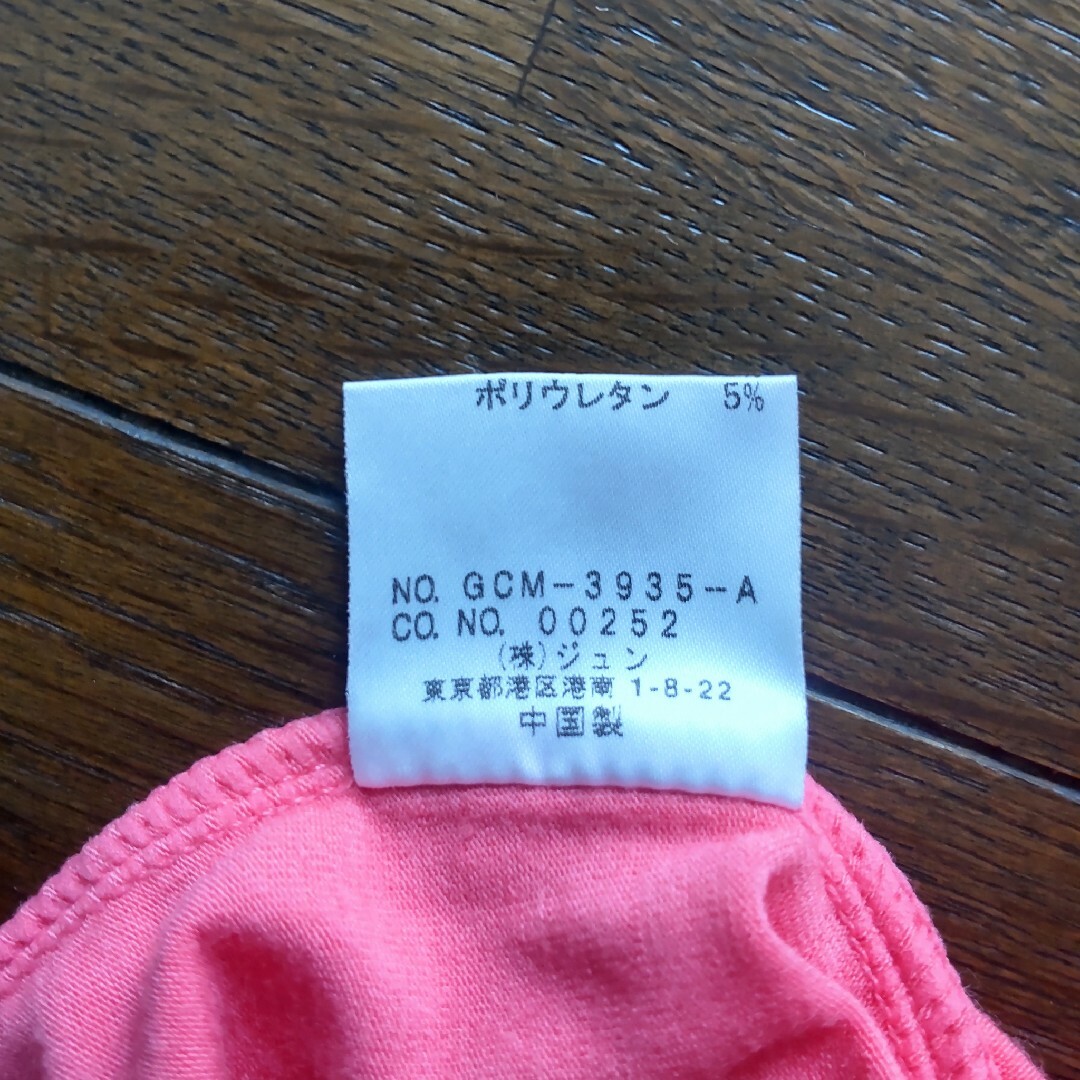 ポリウレタン 5%
NO. GCM-3935--A
CO. NO. 00252
(株)ジュン
東京都港区港南 1-8-22
中国製